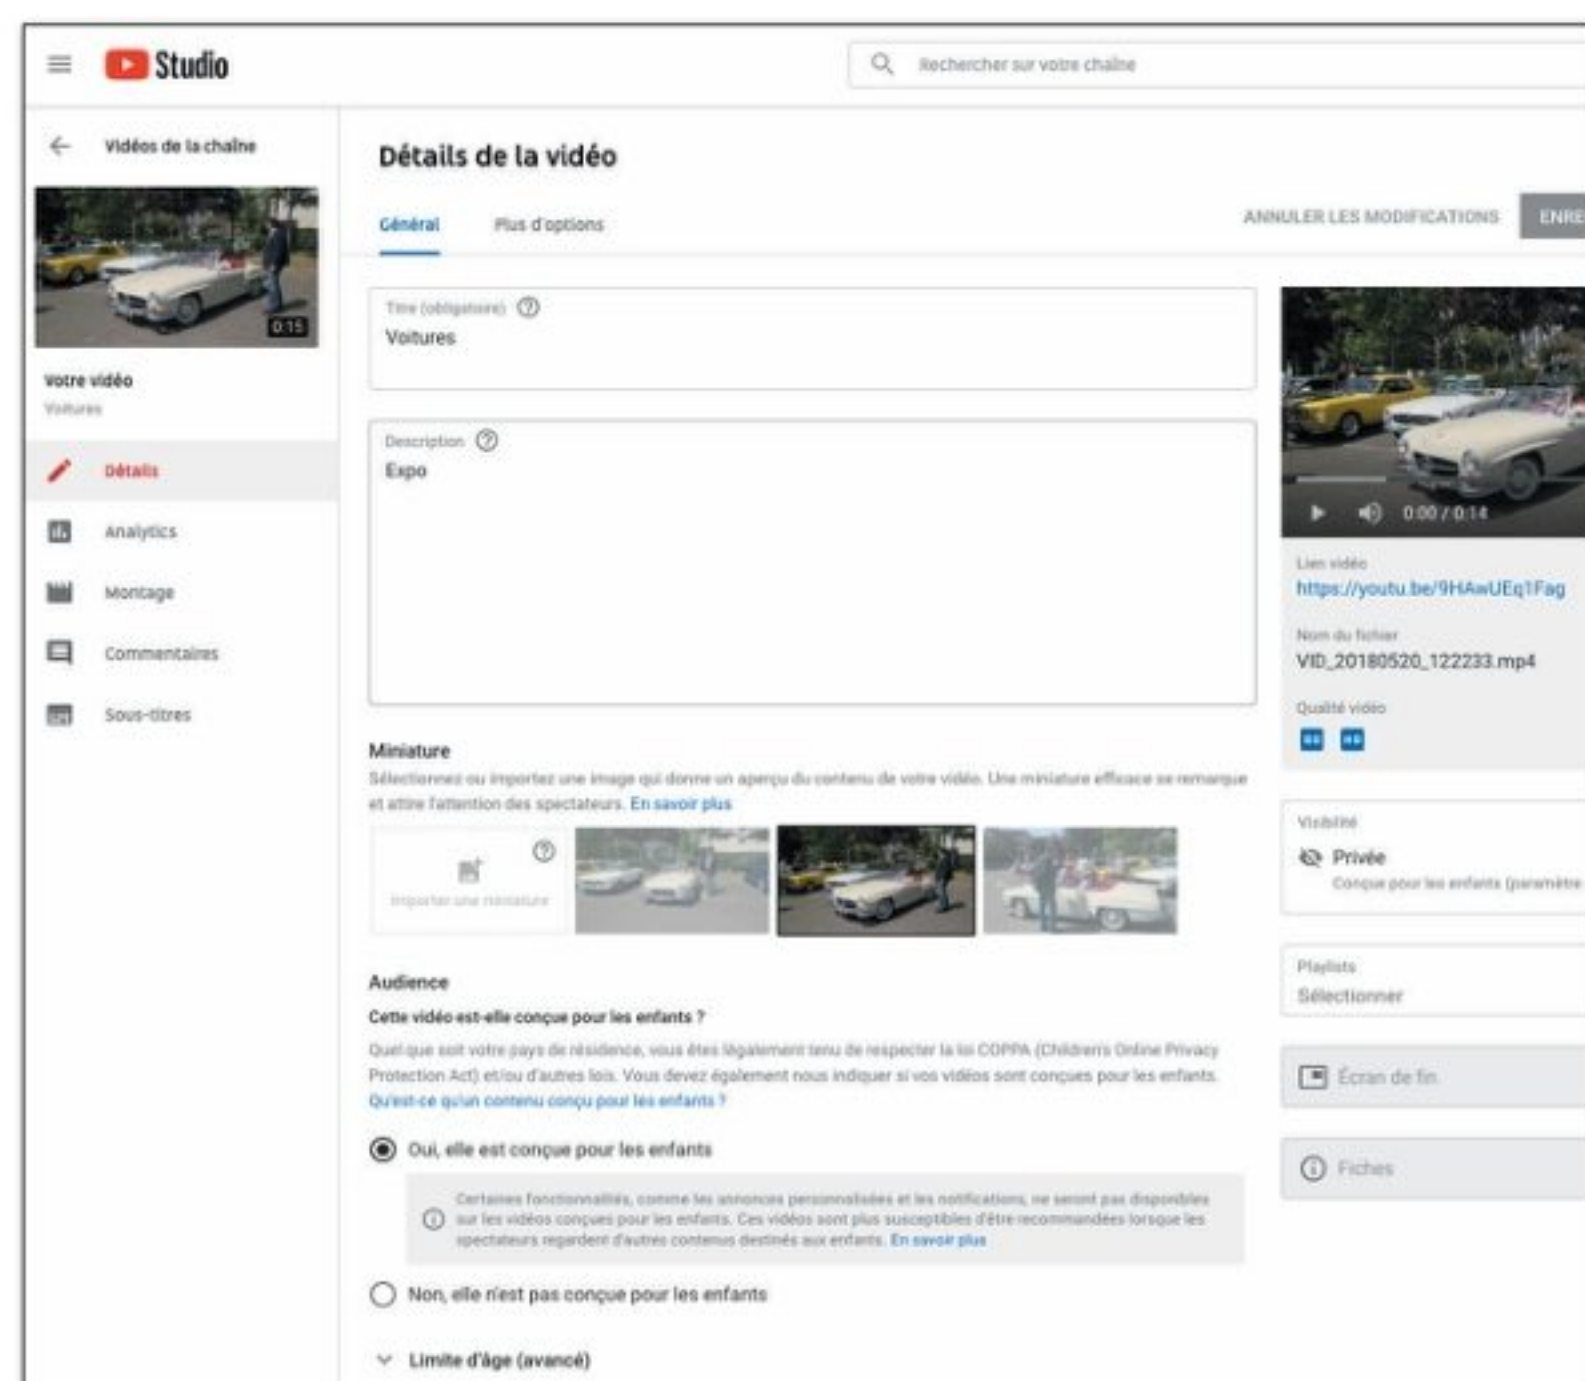 Studio
Rechercher sur votre chaîne
Vidéos de la chaîne
0:15
Votre vidéo
Voitures
Détails
Analytics
Montage
Commentaires
Sous-titres
Détails de la vidéo
Général
Plus d'options
ANNULER LES MODIFICATIONS
ENRE
Titre (obligatoire)
Voitures
Description
Expo
Miniature
Sélectionnez ou importez une image qui donne un aperçu du contenu de votre vidéo. Une miniature efficace se remarque
et attire l'attention des spectateurs. En savoir plus
Importer une miniature
Audience
Cette vidéo est-elle conçue pour les enfants ?
Quel que soit votre pays de résidence, vous êtes légalement tenu de respecter la loi COPPA (Children's Online Privacy
Protection Act) et/ou d'autres lois. Vous devez également nous indiquer si vos vidéos sont conçues pour les enfants.
Qu'est-ce qu'un contenu conçu pour les enfants ?
Oui, elle est conçue pour les enfants
Certaines fonctionnalités, comme les annonces personnalisées et les notifications, ne seront pas disponibles
sur les vidéos conçues pour les enfants. Ces vidéos sont plus susceptibles d'être recommandées lorsque les
spectateurs regardent d'autres contenus destinés aux enfants. En savoir plus
Non, elle n'est pas conçue pour les enfants
Limite d'âge (avancé)
0:00 / 0:14
Lien vidéo
https://youtu.be/9HAwUEq1Fag
Nom du fichier
VID_20180520_122233.mp4
Qualité vidéo
Visibilité
Privée
Conçue pour les enfants (paramètre
Playlists
Sélectionner
Écran de fin
Fiches